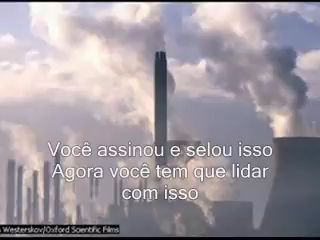 Você assinou e selou isso
Agora você tem que lidar
com isso
Westerskov/Oxford Scientific Films